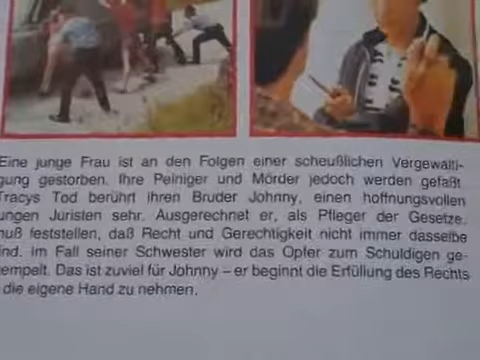 Eine junge Frau ist an den Folgen einer scheußlichen Vergewalti-
gung gestorben. Ihre Peiniger und Mörder jedoch werden gefaßt
Tracys Tod berührt ihren Bruder Johnny, einen hoffnungsvollen
ungen Juristen sehr. Ausgerechnet er, als Pfleger der Gesetze,
nuß feststellen, daß Recht und Gerechtigkeit nicht immer dasselbe
ind. Im Fall seiner Schwester wird das Opfer zum Schuldigen ge-
tempelt. Das ist zuviel für Johnny – er beginnt die Erfüllung des Rechts
die eigene Hand zu nehmen.